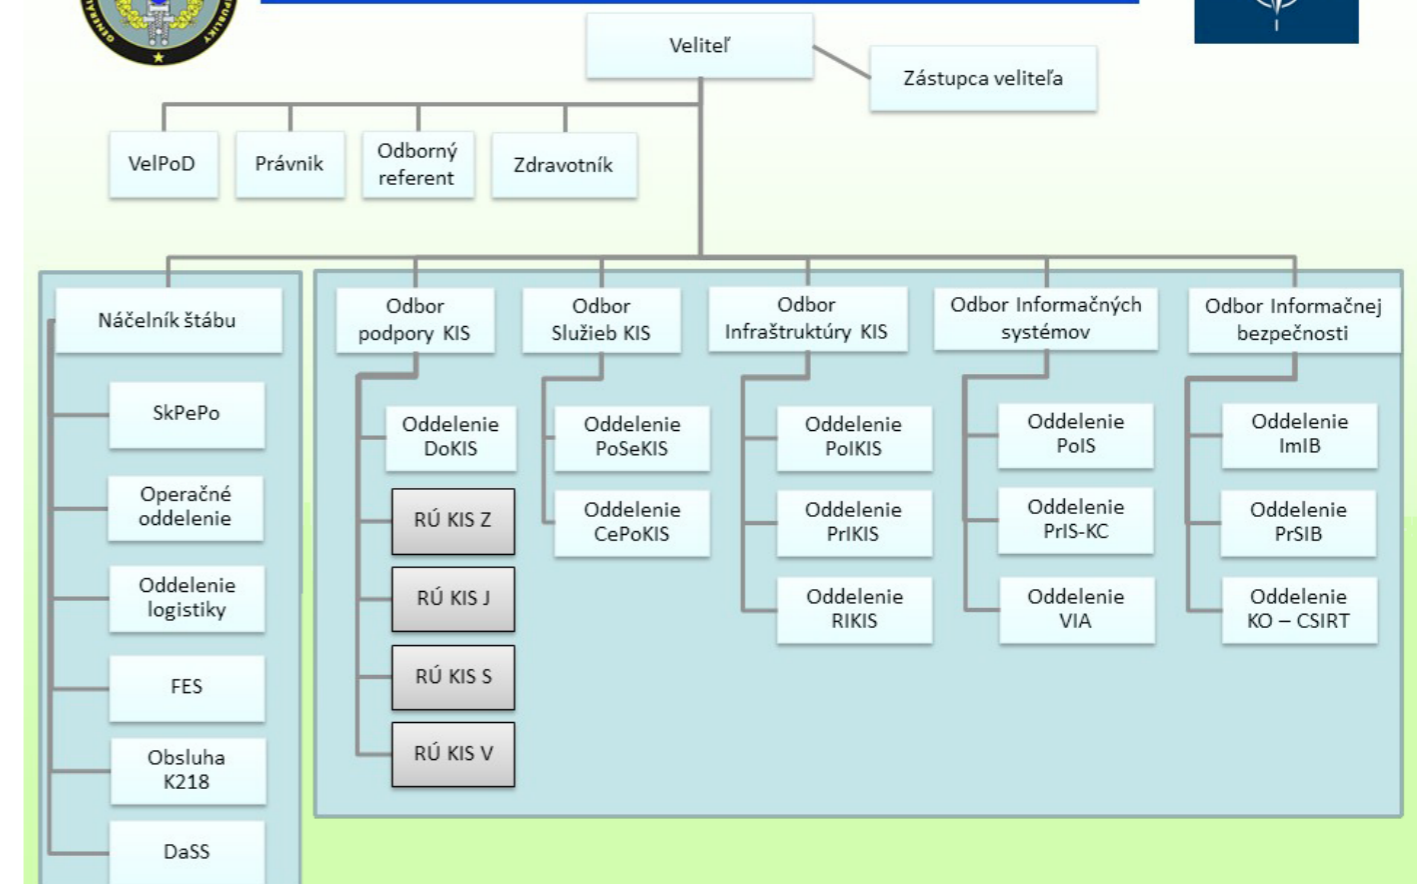 GENERÁL
REPUBLIKY
Veliteľ
Zástupca veliteľa
VelPoD
Právnik
Odborný
referent
Zdravotník
Náčelník štábu
SkPePo
Operačné
oddelenie
Oddelenie
logistiky
FES
Obsluha
K218
DaSS
Odbor
podpory KIS
Oddelenie
DoKIS
RÚ KIS Z
RÚ KIS J
RÚ KIS S
RÚ KIS V
Odbor
Služieb KIS
Oddelenie
PoSeKIS
Oddelenie
CePoKIS
Odbor
Infraštruktúry KIS
Oddelenie
PoIKIS
Oddelenie
PrIKIS
Oddelenie
RIKIS
Odbor Informačných
systémov
Oddelenie
PoIS
Oddelenie
PrIS-KC
Oddelenie
VIA
Odbor Informačnej
bezpečnosti
Oddelenie
ImIB
Oddelenie
PrSIB
Oddelenie
KO – CSIRT